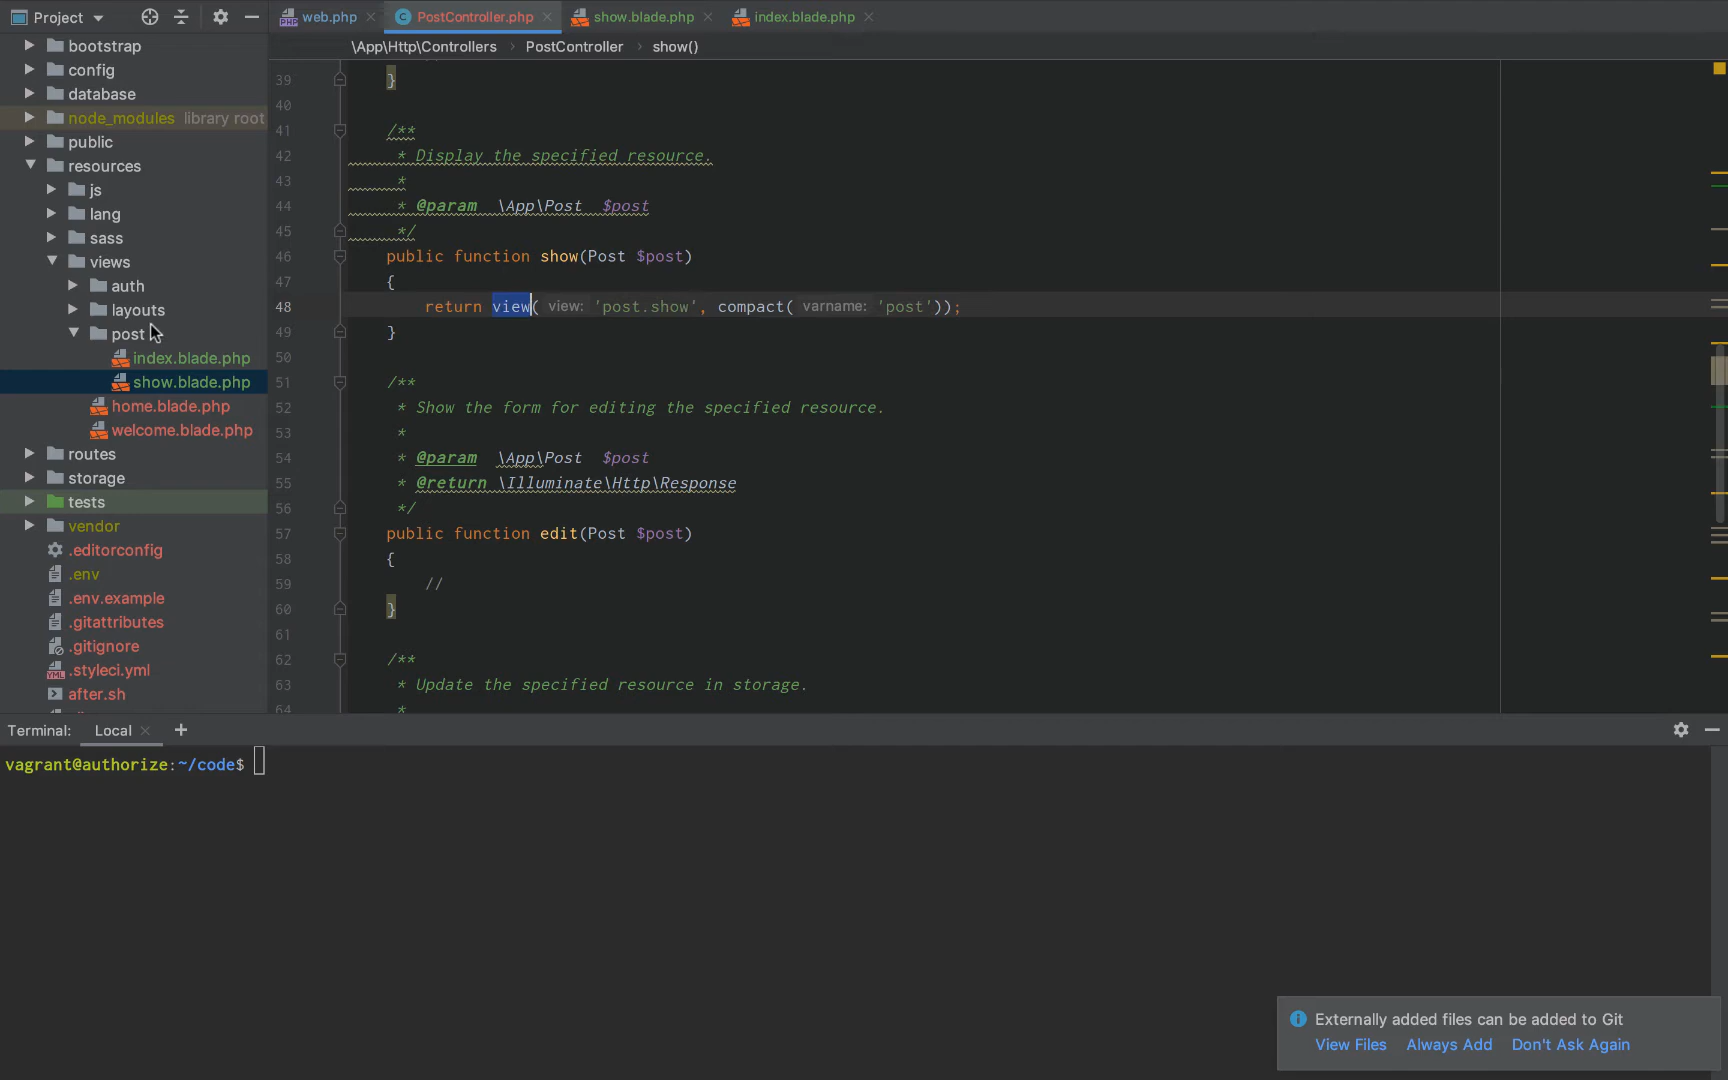 Project
web.php
PostController.php
show.blade.php
index.blade.php
\App\Http\Controllers › PostController › show()
bootstrap
config
database
node_modules library root
public
resources
js
lang
sass
views
auth
layouts
post
index.blade.php
show.blade.php
home.blade.php
welcome.blade.php
routes
storage
tests
vendor
.editorconfig
.env
.env.example
.gitattributes
.gitignore
.styleci.yml
after.sh
39 }
40
41 /**
42 * Display the specified resource.
43 *
44 * @param \App\Post $post
45 */
46 public function show(Post $post)
47 {
48 return view( view: 'post.show', compact( varname: 'post'));
49 }
50
51 /**
52 * Show the form for editing the specified resource.
53 *
54 * @param \App\Post $post
55 * @return \Illuminate\Http\Response
56 */
57 public function edit(Post $post)
58 {
59 //
60 }
61
62 /**
63 * Update the specified resource in storage.
64 *
Terminal: Local × +
vagrant@authorize:~/code$
Externally added files can be added to Git
View Files Always Add Don't Ask Again